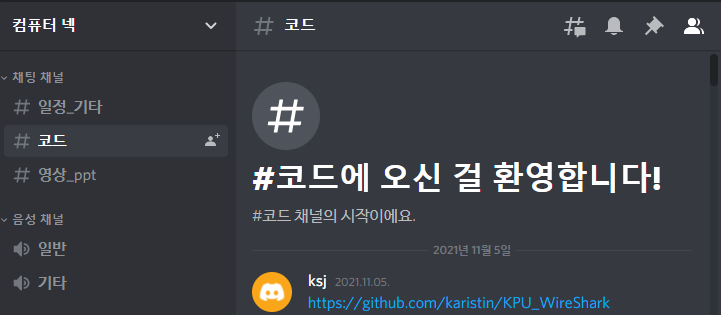 컴퓨터 넥
채팅 채널
일정_기타
코드
영상_ppt
음성 채널
일반
기타
# 코드
#
#코드에 오신 걸 환영합니다!
#코드 채널의 시작이에요.
2021년 11월 5일
ksj 2021.11.05.
https://github.com/karistin/KPU_WireShark